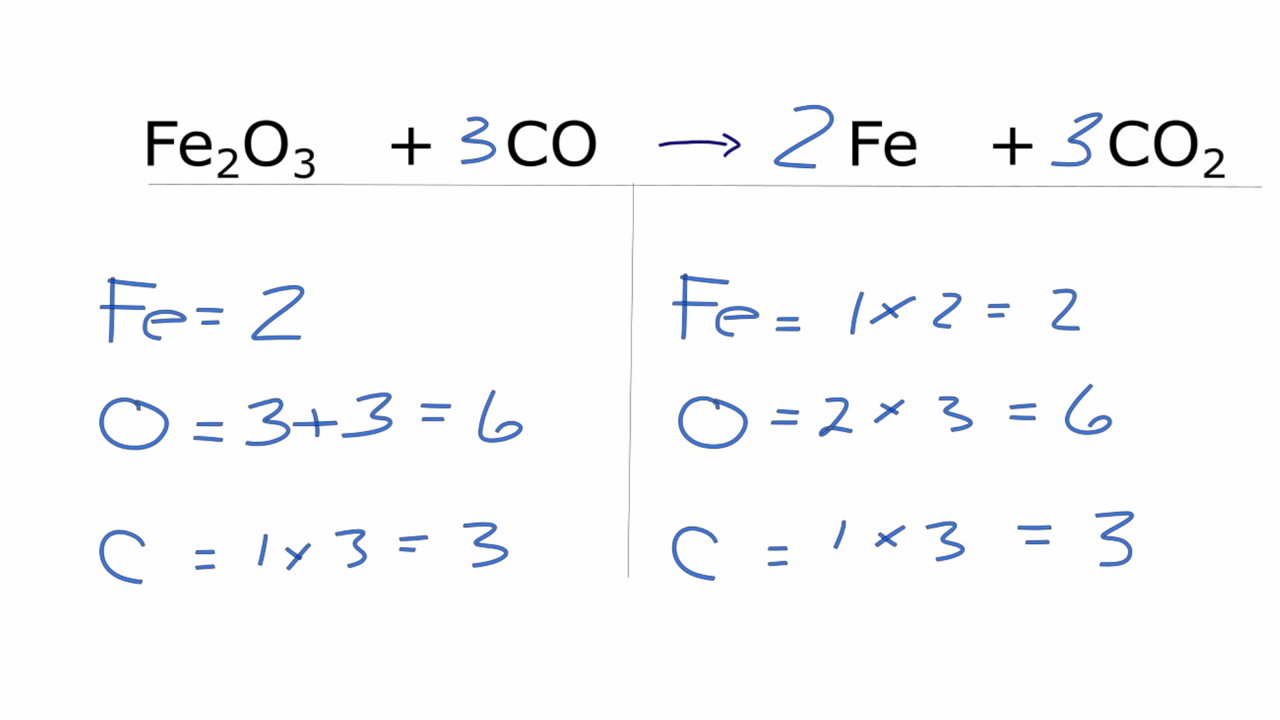 Fe₂O₃ + 3CO → 2Fe + 3CO₂
Fe = 2
Fe = 1 × 2 = 2
O = 3+3 = 6
O = 2 × 3 = 6
C = 1 × 3 = 3
C = 1 × 3 = 3